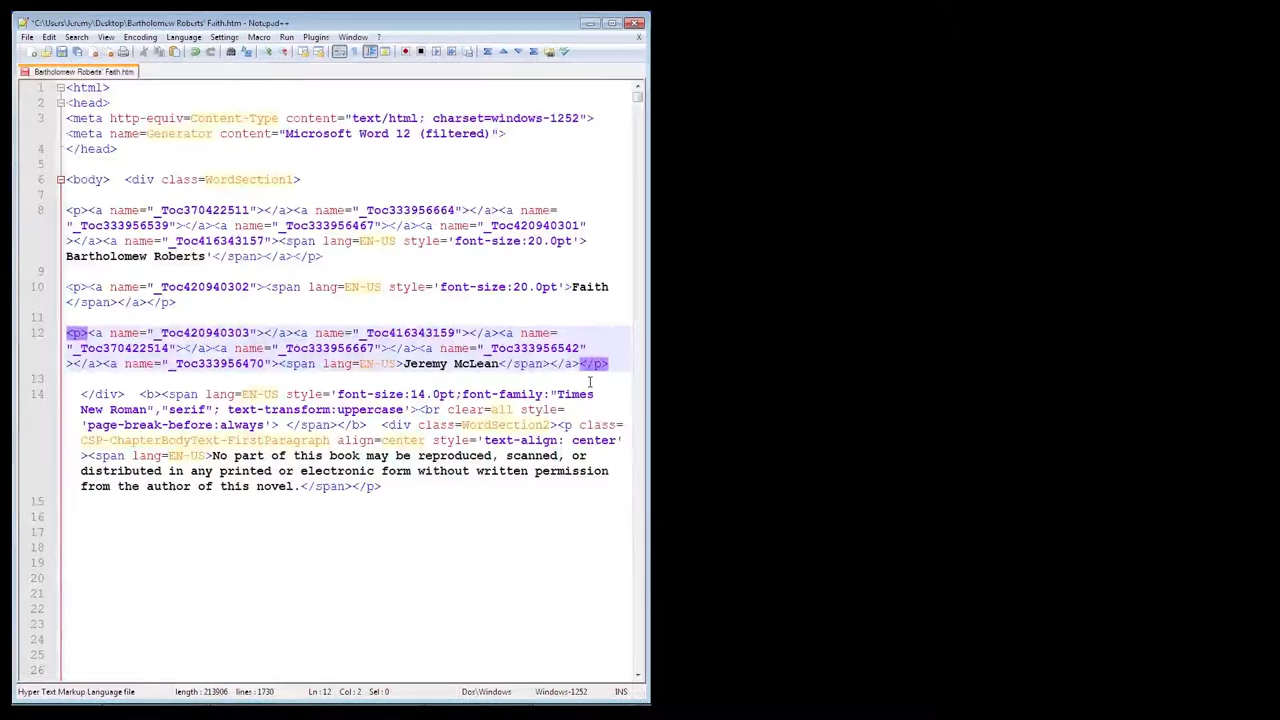 *C:\Users\Jeremy\Desktop\Bartholomew Roberts' Faith.htm - Notepad++
File Edit Search View Encoding Language Settings Macro Run Plugins Window ? X
Bartholomew Roberts' Faith.htm
1 <html>
2 <head>
3 <meta http-equiv=Content-Type content="text/html; charset=windows-1252">
<meta name=Generator content="Microsoft Word 12 (filtered)">
4 </head>
5
6 <body> <div class=WordSection1>
7
8 <p><a name="_Toc370422511"></a><a name="_Toc333956664"></a><a name=
"_Toc333956539"></a><a name="_Toc333956467"></a><a name="_Toc420940301"
></a><a name="_Toc416343157"><span lang=EN-US style='font-size:20.0pt'>
Bartholomew Roberts'</span></a></p>
9
10 <p><a name="_Toc420940302"><span lang=EN-US style='font-size:20.0pt'>Faith
</span></a></p>
11
12 <p><a name="_Toc420940303"></a><a name="_Toc416343159"></a><a name=
"_Toc370422514"></a><a name="_Toc333956667"></a><a name="_Toc333956542"
></a><a name="_Toc333956470"><span lang=EN-US>Jeremy McLean</span></a></p>
13
14 </div> <b><span lang=EN-US style='font-size:14.0pt;font-family:"Times
New Roman","serif"; text-transform:uppercase'><br clear=all style=
'page-break-before:always'> </span></b> <div class=WordSection2><p class=
CSP-ChapterBodyText-FirstParagraph align=center style='text-align: center'
><span lang=EN-US>No part of this book may be reproduced, scanned, or
distributed in any printed or electronic form without written permission
from the author of this novel.</span></p>
15
16
17
18
19
20
21
22
23
24
25
26
Hyper Text Markup Language file length : 213906 lines : 1730 Ln : 12 Col : 2 Sel : 0 Dos\Windows Windows-1252 INS